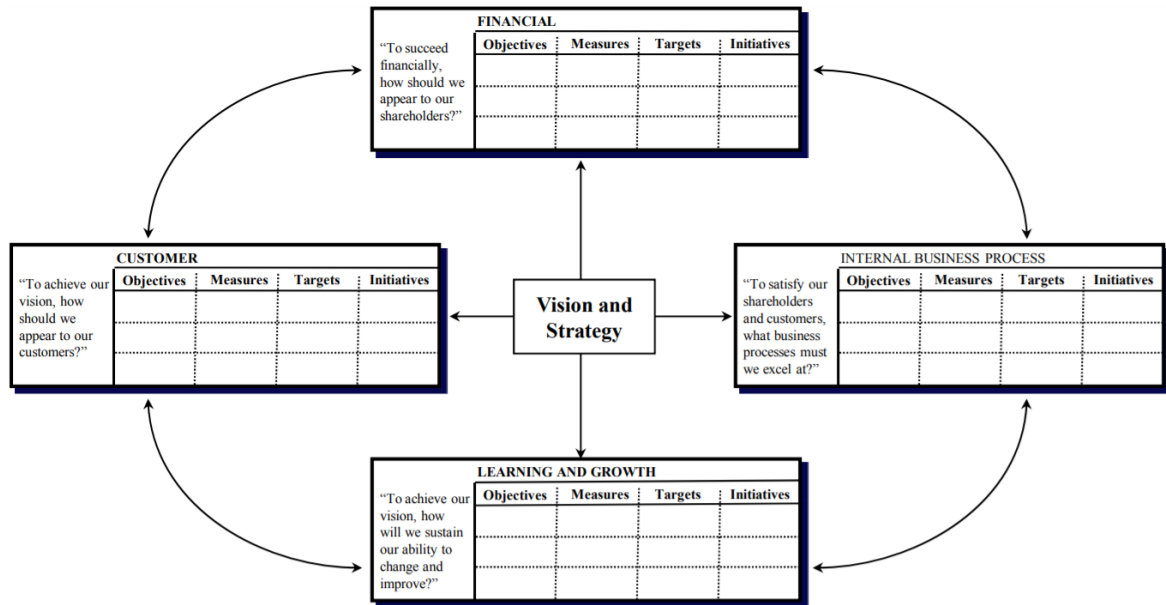 FINANCIAL
Objectives Measures Targets Initiatives
“To succeed
financially,
how should we
appear to our
shareholders?”
CUSTOMER
Objectives Measures Targets Initiatives
“To achieve our
vision, how
should we
appear to our
customers?”
Vision and
Strategy
INTERNAL BUSINESS PROCESS
Objectives Measures Targets Initiatives
“To satisfy our
shareholders
and customers,
what business
processes must
we excel at?”
LEARNING AND GROWTH
Objectives Measures Targets Initiatives
“To achieve our
vision, how
will we sustain
our ability to
change and
improve?”